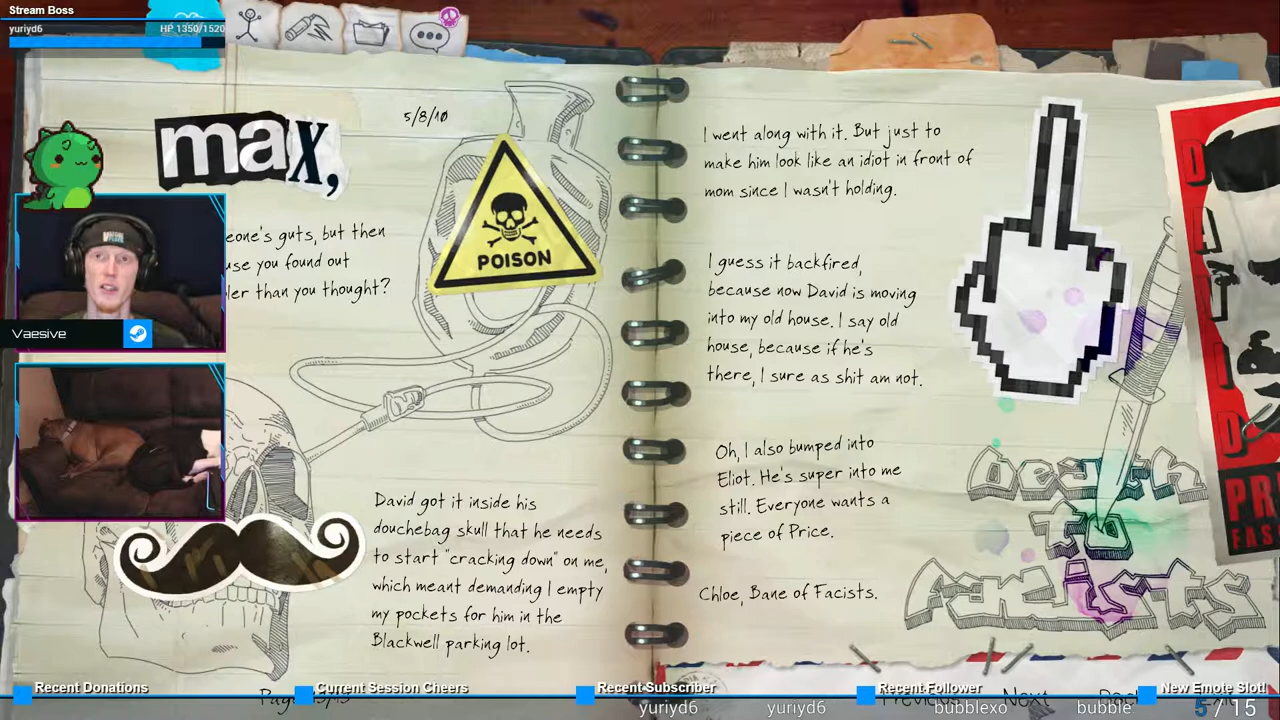 Stream Boss
yuriyd6
HP 1350/1520
max,
5/8/10
eone's guts, but then
use you found out
ler than you thought?
POISON
Vaesive
David got it inside his
douchebag skull that he needs
to start "cracking down" on me,
which meant demanding I empty
my pockets for him in the
Blackwell parking lot.
I went along with it. But just to
make him look like an idiot in front of
mom since I wasn't holding.
I guess it backfired,
because now David is moving
into my old house. I say old
house, because if he's
there, I sure as shit am not.
Oh, I also bumped into
Eliot. He's super into me
still. Everyone wants a
piece of Price.
Chloe, Bane of Facists.
Death
to
Recent Donations
Current Session Cheers
Recent Subscriber
Recent Follower
New Emote Slot!
yuriyd6
yuriyd6
bubblexo
bubble
5 / 15
Next